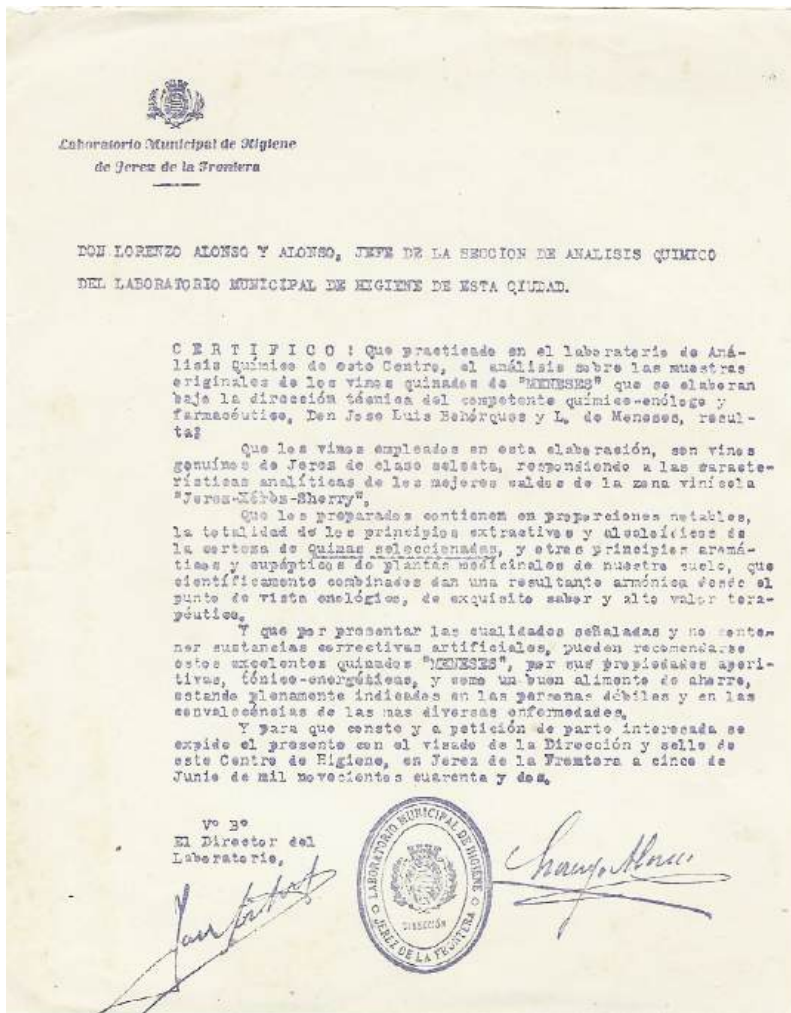 Laboratorio Municipal de Higiene
de Jerez de la Frontera
DON LORENZO ALONSO Y ALONSO, JEFE DE LA SECCION DE ANALISIS QUIMICO
DEL LABORATORIO MUNICIPAL DE HIGIENE DE ESTA CIUDAD.
C E R T I F I C O : Que practicado en el laboratorio de Aná-
lisis Químico de este Centro, el análisis sobre las muestras
originales de los vinos quinados de "MENESES" que se elaboran
bajo la dirección técnica del competente químico-enólogo y
farmacéutico, Don Jose Luis Bohórques y L. de Meneses, resul-
ta:
Que los vinos empleados en esta elaboración, son vinos
genuinos de Jerez de clase selecta, respondiendo a las caracte-
rísticas analíticas de los mejores caldos de la zona vinícola
"Jerez-Xérès-Sherry".
Que los preparados contienen en proporciones notables,
la totalidad de los principios extractivos y alcaloídicos de
la corteza de Quinas seleccionadas, y otros principios aromá-
ticos y eupépticos de plantas medicinales de nuestro suelo, que
científicamente combinados dan una resultante armónica desde el
punto de vista enológico, de exquisito sabor y alto valor tera-
péutico.
Y que por presentar las cualidades señaladas y no conte-
ner sustancias correctivas artificiales, pueden recomendarse
estos excelentes quinados "MENESES", por sus propiedades aperi-
tivas, tónico-energéticas, y como un buen alimento de ahorro,
estando plenamente indicados en las personas débiles y en las
convalecéncias de las mas diversas enfermedades.
Y para que conste y a petición de parte interesada se
expide el presente con el visado de la Dirección y sello de
este Centro de Higiene, en Jerez de la Frontera a cinco de
Junio de mil novecientos cuarenta y dos.
Vº Bº
El Director del
Laboratorio,
LABORATORIO MUNICIPAL DE HIGIENE
DIRECCIÓN
JEREZ DE LA FRONTERA
Lorenzo Alonso